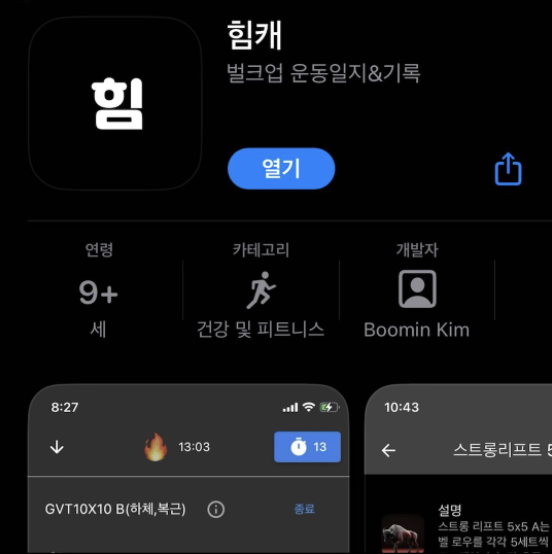 힘
힘캐
벌크업 운동일지&기록
열기
연령
9+
세
카테고리
건강 및 피트니스
개발자
Boomin Kim
8:27
13:03
13
GVT10X10 B(하체,복근)
종료
10:43
스트롱리프트 5
설명
스트롱 리프트 5x5 A는
벨 로우를 각각 5세트씩